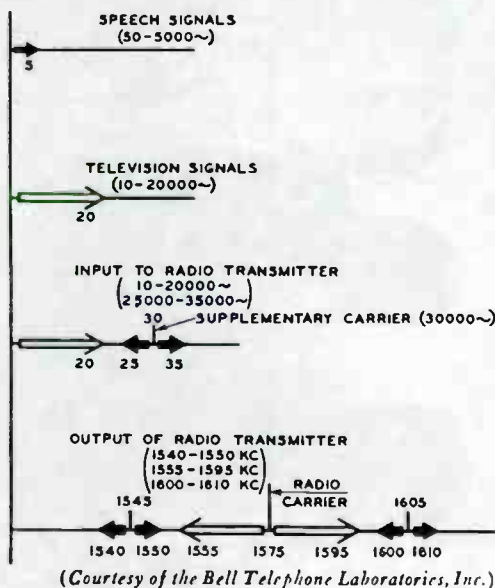 SPEECH SIGNALS
(50-5000~)
5
TELEVISION SIGNALS
(10-20000~)
20
INPUT TO RADIO TRANSMITTER
(10-20000~)
(25000-35000~)
30 SUPPLEMENTARY CARRIER (30000~)
20 25 35
OUTPUT OF RADIO TRANSMITTER
(1540-1550 KC)
(1555-1595 KC)
(1600-1610 KC)
RADIO
CARRIER
1545 1605
1540 1550 1555 1575 1595 1600 1610
(Courtesy of the Bell Telephone Laboratories, Inc.)